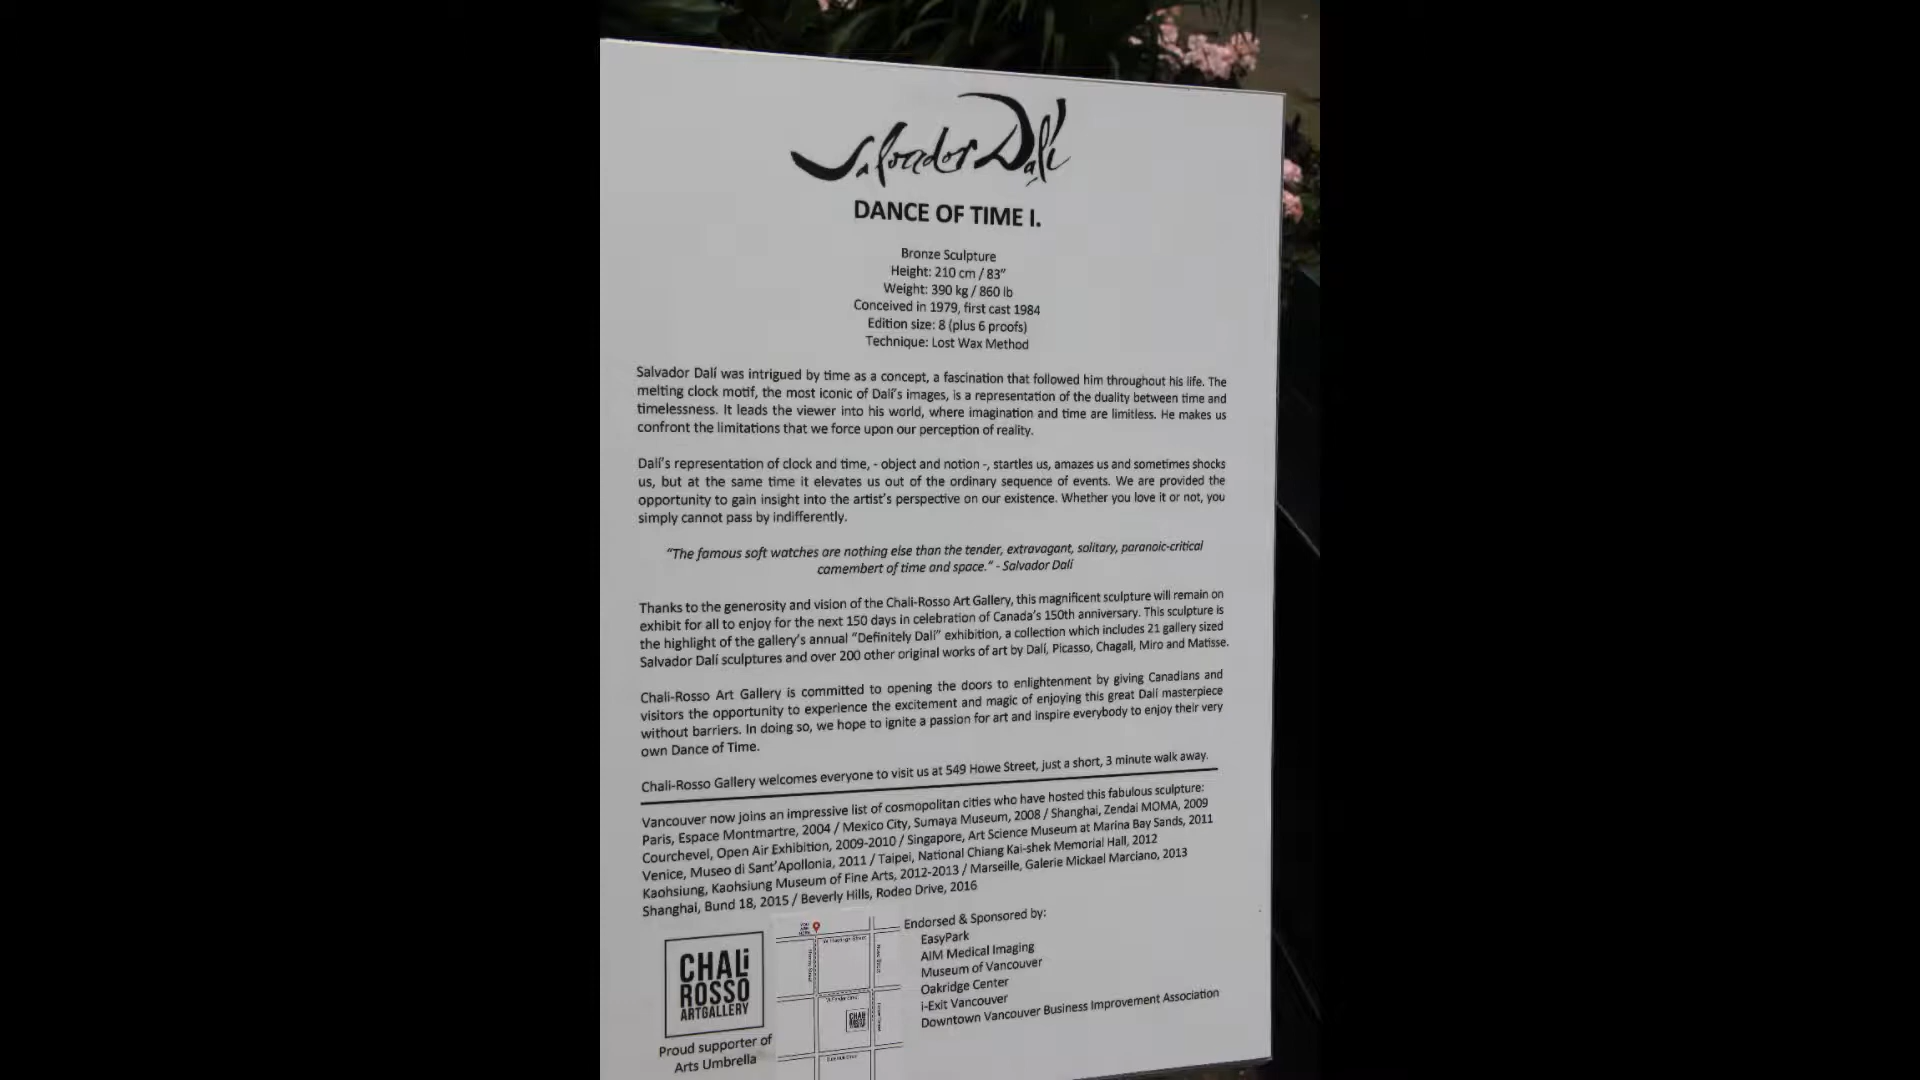 Salvador Dalí
DANCE OF TIME I.
Bronze Sculpture
Height: 210 cm / 83”
Weight: 390 kg / 860 lb
Conceived in 1979, first cast 1984
Edition size: 8 (plus 6 proofs)
Technique: Lost Wax Method
Salvador Dalí was intrigued by time as a concept, a fascination that followed him throughout his life. The
melting clock motif, the most iconic of Dalí’s images, is a representation of the duality between time and
timelessness. It leads the viewer into his world, where imagination and time are limitless. He makes us
confront the limitations that we force upon our perception of reality.
Dalí’s representation of clock and time, - object and notion -, startles us, amazes us and sometimes shocks
us, but at the same time it elevates us out of the ordinary sequence of events. We are provided the
opportunity to gain insight into the artist’s perspective on our existence. Whether you love it or not, you
simply cannot pass by indifferently.
“The famous soft watches are nothing else than the tender, extravagant, solitary, paranoic-critical
camembert of time and space.” - Salvador Dalí
Thanks to the generosity and vision of the Chali-Rosso Art Gallery, this magnificent sculpture will remain on
exhibit for all to enjoy for the next 150 days in celebration of Canada’s 150th anniversary. This sculpture is
the highlight of the gallery’s annual “Definitely Dalí” exhibition, a collection which includes 21 gallery sized
Salvador Dalí sculptures and over 200 other original works of art by Dalí, Picasso, Chagall, Miro and Matisse.
Chali-Rosso Art Gallery is committed to opening the doors to enlightenment by giving Canadians and
visitors the opportunity to experience the excitement and magic of enjoying this great Dalí masterpiece
without barriers. In doing so, we hope to ignite a passion for art and inspire everybody to enjoy their very
own Dance of Time.
Chali-Rosso Gallery welcomes everyone to visit us at 549 Howe Street, just a short, 3 minute walk away.
Vancouver now joins an impressive list of cosmopolitan cities who have hosted this fabulous sculpture:
Paris, Espace Montmartre, 2004 / Mexico City, Sumaya Museum, 2008 / Shanghai, Zendai MOMA, 2009
Courchevel, Open Air Exhibition, 2009-2010 / Singapore, Art Science Museum at Marina Bay Sands, 2011
Venice, Museo di Sant’Apollonia, 2011 / Taipei, National Chiang Kai-shek Memorial Hall, 2012
Kaohsiung, Kaohsiung Museum of Fine Arts, 2012-2013 / Marseille, Galerie Mickael Marciano, 2013
Shanghai, Bund 18, 2015 / Beverly Hills, Rodeo Drive, 2016
CHALi
ROSSO
ARTGALLERY
Proud supporter of
Arts Umbrella
YOU
ARE
HERE
CHALi
ROSSO
Endorsed & Sponsored by:
EasyPark
AIM Medical Imaging
Museum of Vancouver
Oakridge Center
i-Exit Vancouver
Downtown Vancouver Business Improvement Association